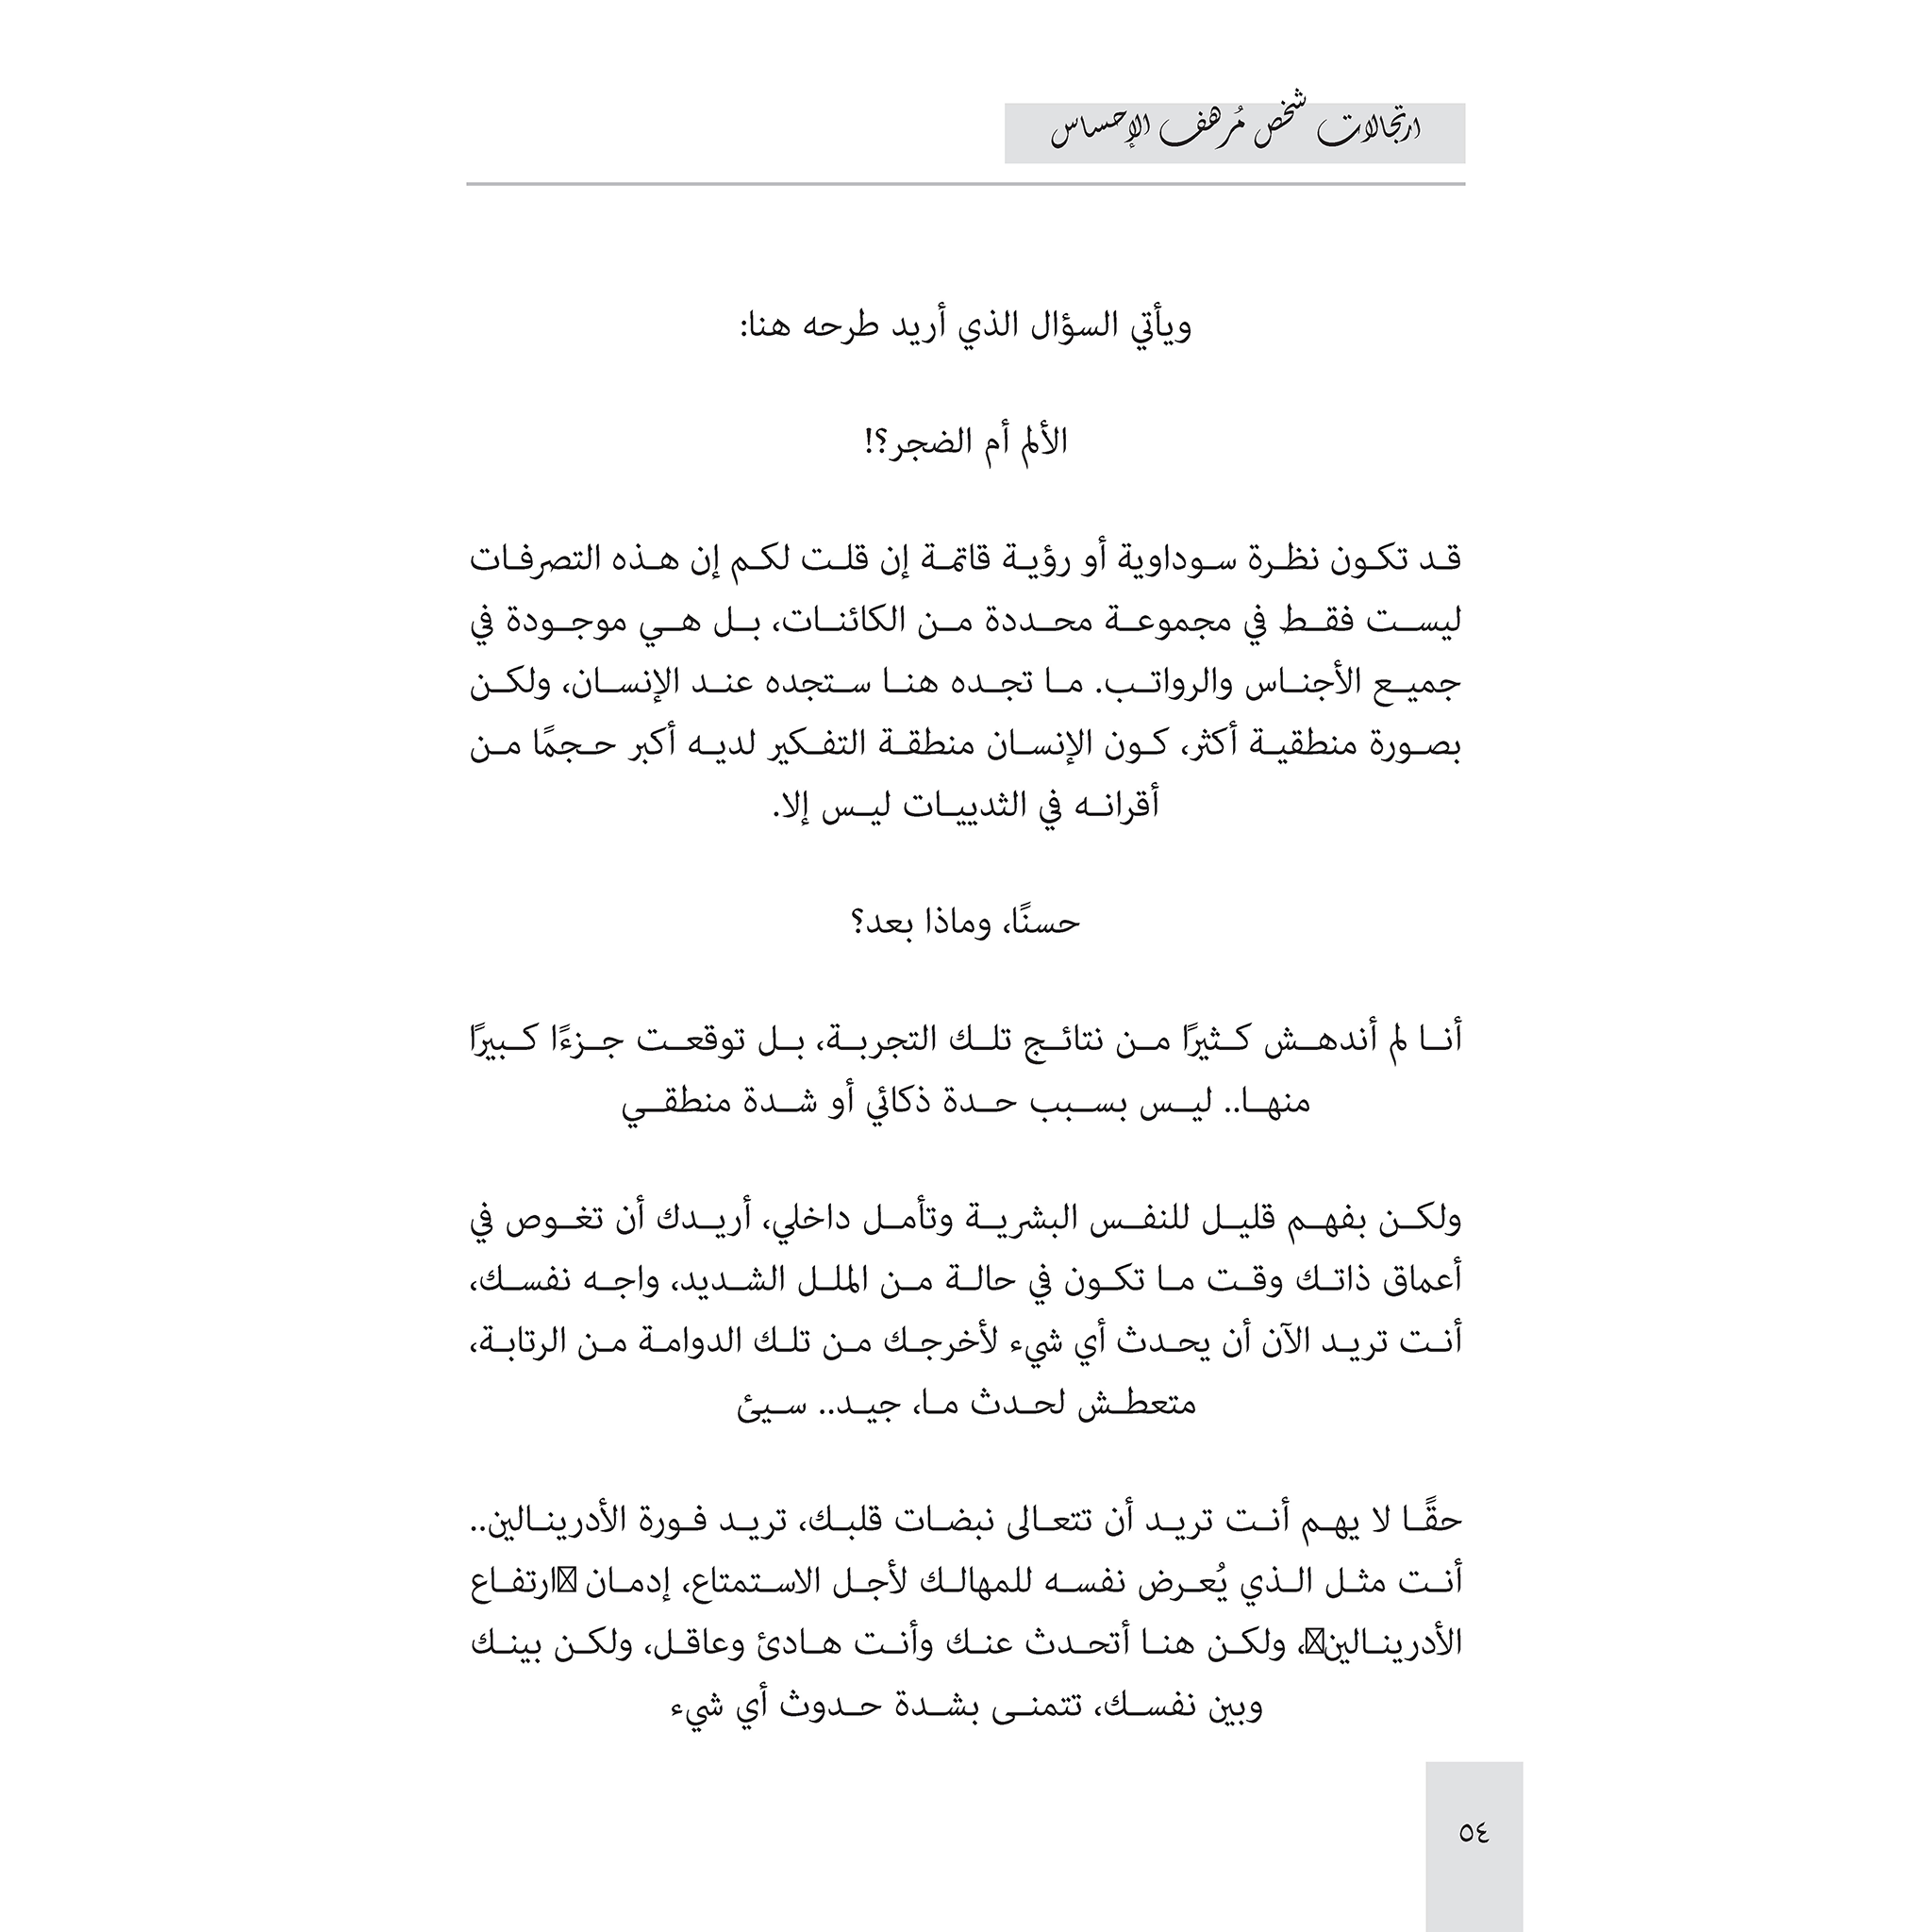 ارتجالات شخص مُرهف الإحساس
ويأتي السؤال الذي أريد طرحه هنا:
الألم أم الضجر؟!
قد تكون نظرة سوداوية أو رؤية قاتمة إن قلت لكم إن هذه التصرفات
ليست فقط في مجموعة محددة من الكائنات، بل هي موجودة في
جميع الأجناس والرواتب. ما تجده هنا ستجده عند الإنسان، ولكن
بصورة منطقية أكثر، كون الإنسان منطقة التفكير لديه أكبر حجمًا من
أقرانه في الثدييات ليس إلا.
حسنًا، وماذا بعد؟
أنا لم أندهش كثيرًا من نتائج تلك التجربة، بل توقعت جزءًا كبيرًا
منها.. ليس بسبب حدة ذكائي أو شدة منطقي
ولكن بفهم قليل للنفس البشرية وتأمل داخلي، أريدك أن تغوص في
أعماق ذاتك وقت ما تكون في حالة من الملل الشديد، واجه نفسك،
أنت تريد الآن أن يحدث أي شيء لأخرجك من تلك الدوامة من الرتابة،
متعطش لحدث ما، جيد.. سيئ
حقًا لا يهم أنت تريد أن تتعالى نبضات قلبك، تريد فورة الأدرينالين..
أنت مثل الذي يُعرض نفسه للمهالك لأجل الاستمتاع، إدمان ارتفاع
الأدرينالين، ولكن هنا أتحدث عنك وأنت هادئ وعاقل، ولكن بينك
وبين نفسك، تتمنى بشدة حدوث أي شيء
٥٤